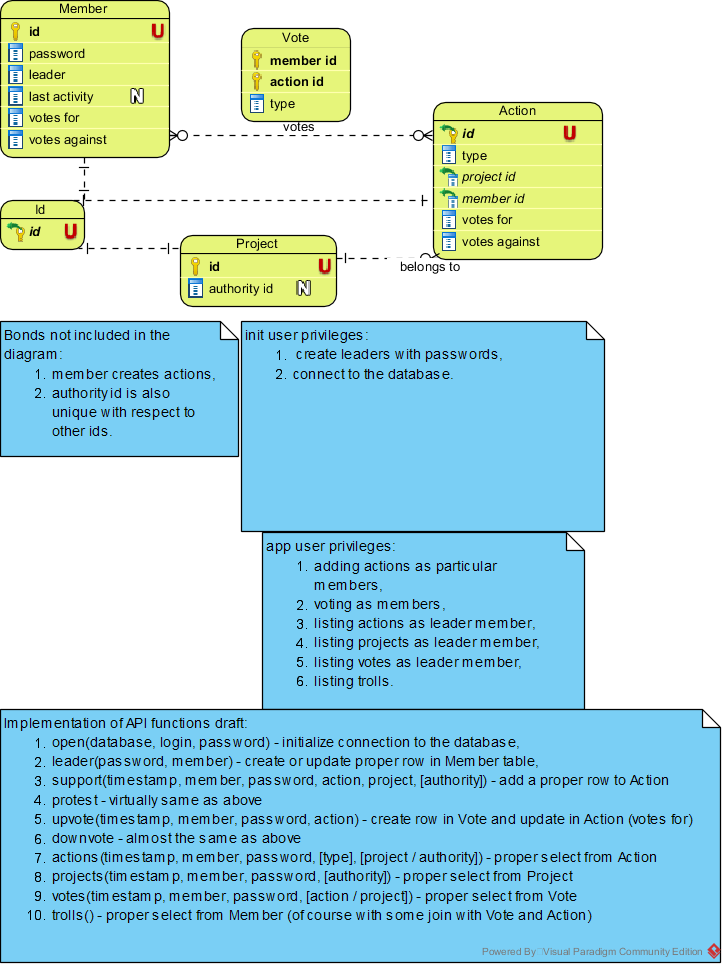 Member
id U
password
leader
last activity N
votes for
votes against
Vote
member id
action id
type
votes
Action
id U
type
project id
member id
votes for
votes against
Id
id U
Project
id U
authority id N
belongs to
Bonds not included in the
diagram:
1. member creates actions,
2. authority id is also
unique with respect to
other ids.
init user privileges:
1. create leaders with passwords,
2. connect to the database.
app user privileges:
1. adding actions as particular
members,
2. voting as members,
3. listing actions as leader member,
4. listing projects as leader member,
5. listing votes as leader member,
6. listing trolls.
Implementation of API functions draft:
1. open(database, login, password) - initialize connection to the database,
2. leader(password, member) - create or update proper row in Member table,
3. support(timestamp, member, password, action, project, [authority]) - add a proper row to Action
4. protest - virtually same as above
5. upvote(timestamp, member, password, action) - create row in Vote and update in Action (votes for)
6. downvote - almost the same as above
7. actions(timestamp, member, password, [type], [project / authority]) - proper select from Action
8. projects(timestamp, member, password, [authority]) - proper select from Project
9. votes(timestamp, member, password, [action / project]) - proper select from Vote
10. trolls() - proper select from Member (of course with some join with Vote and Action)
Powered By Visual Paradigm Community Edition